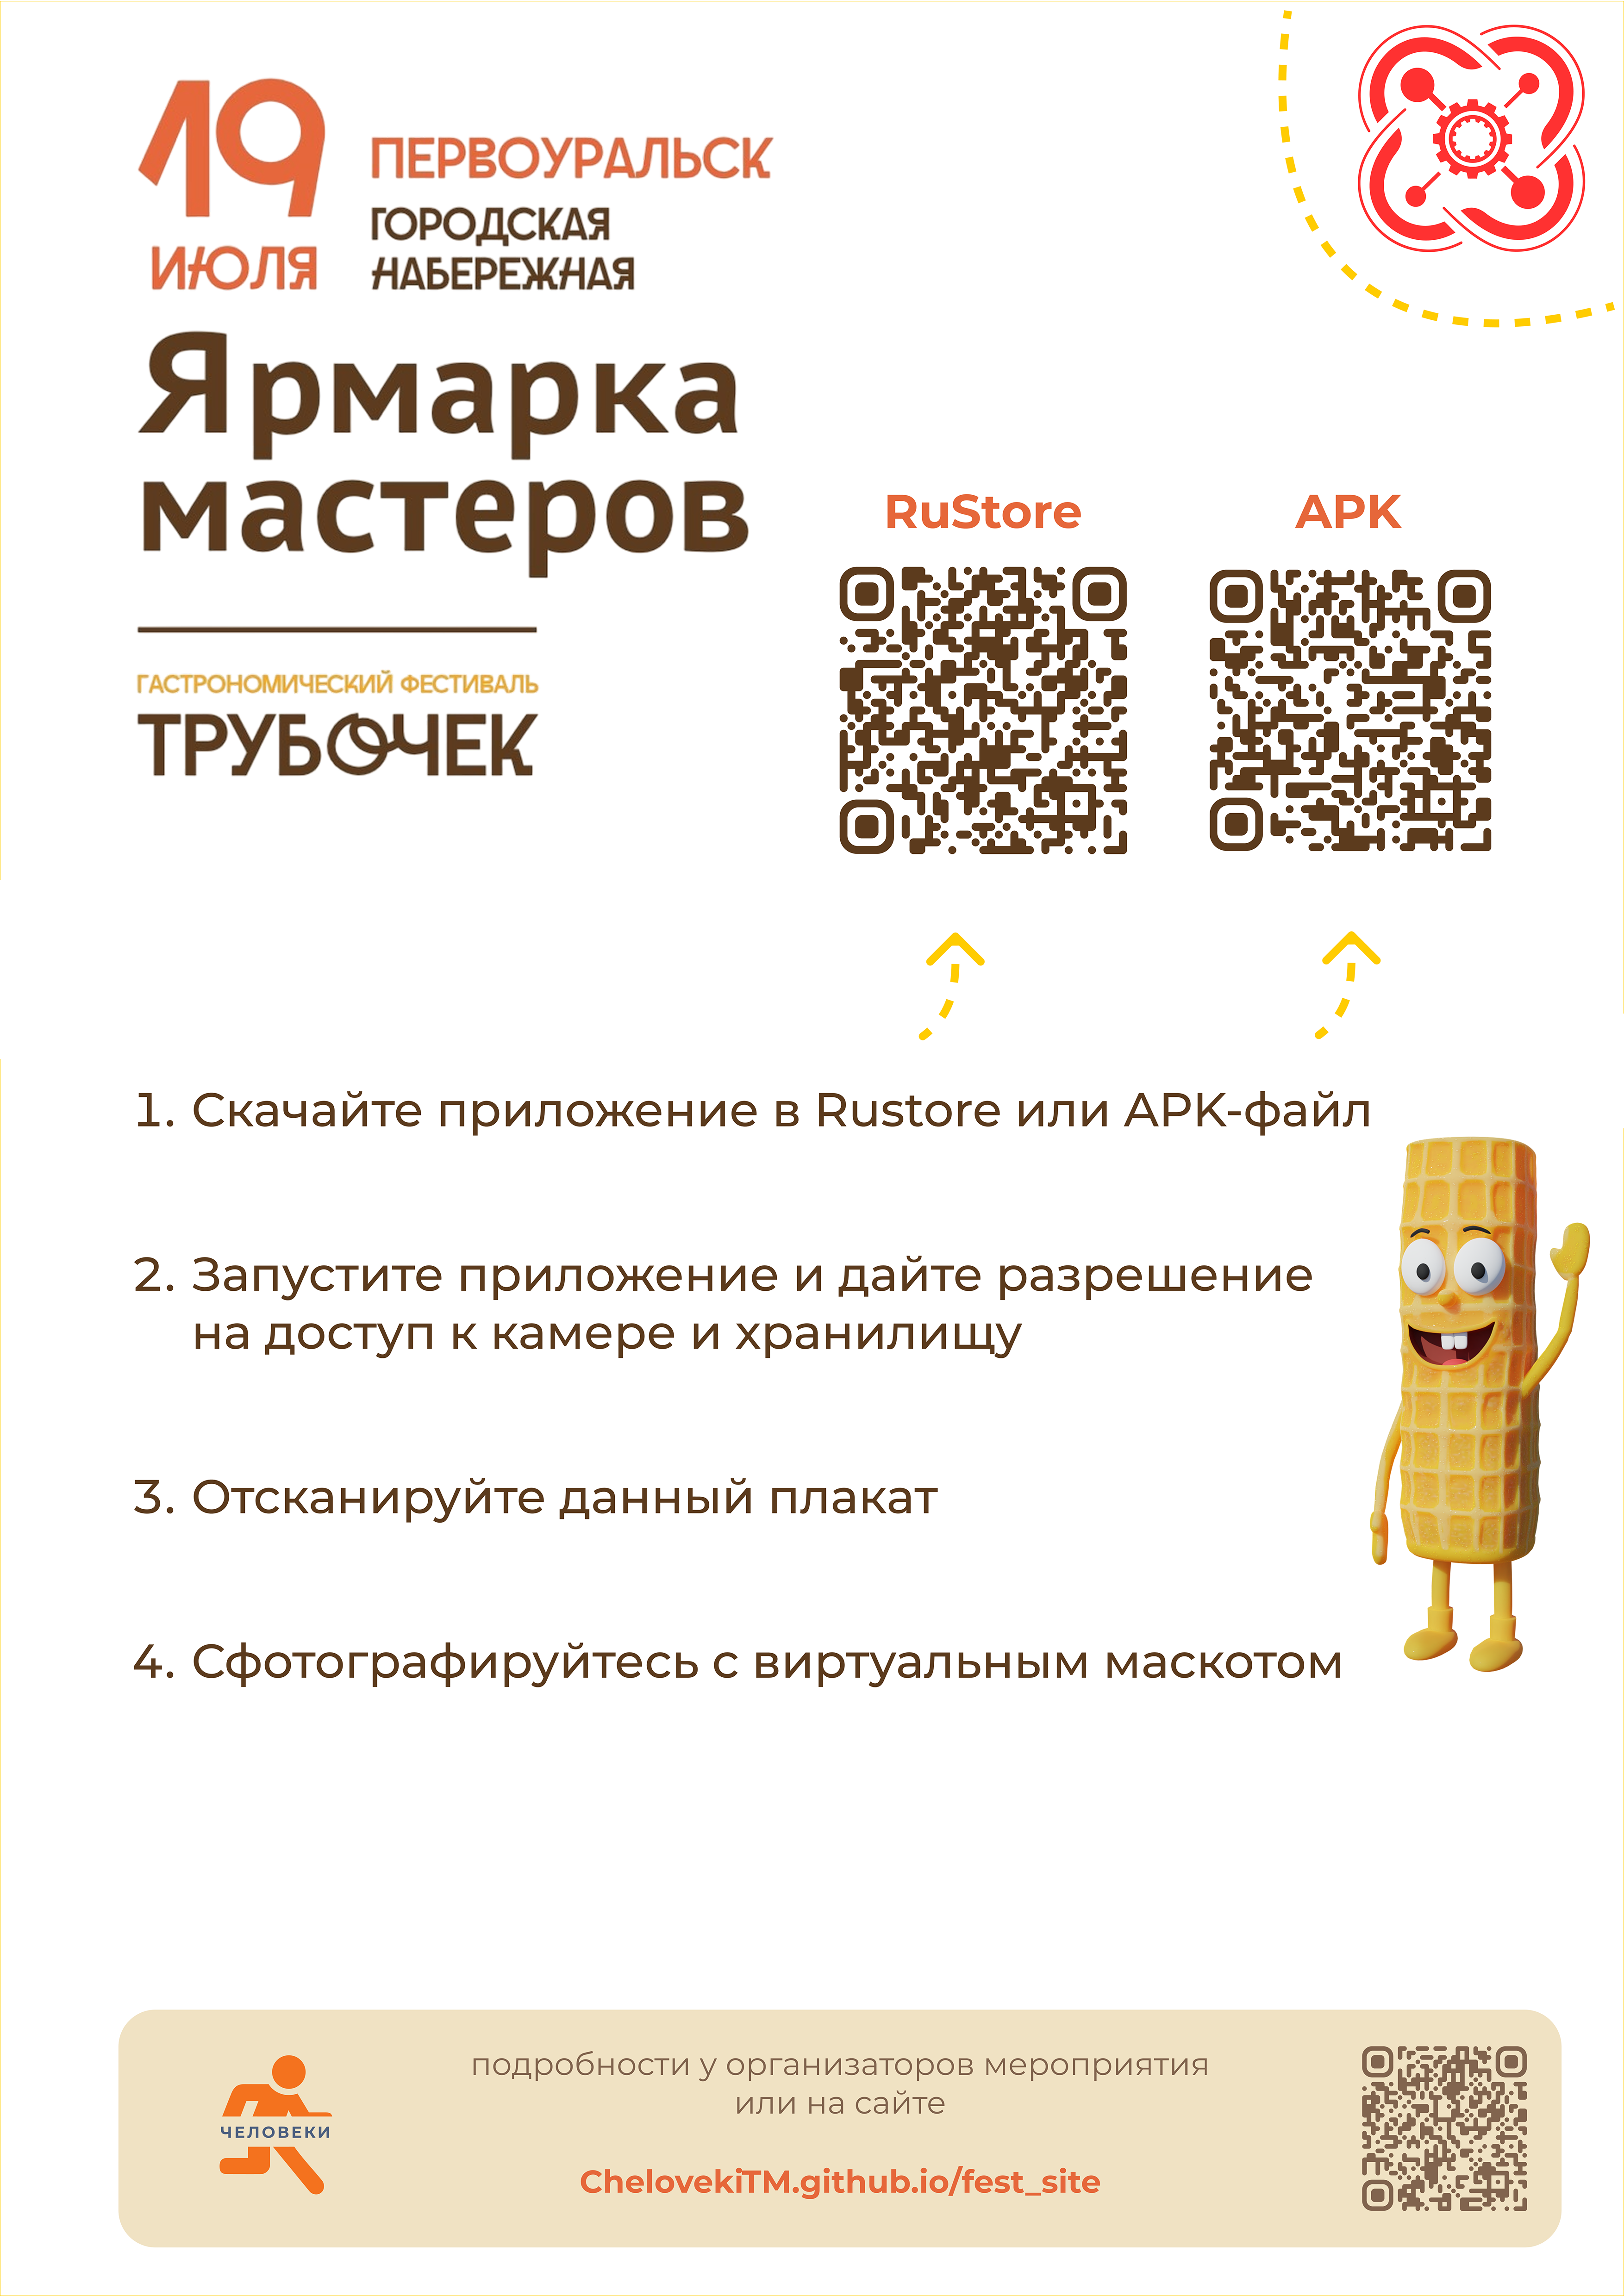 19
ИЮЛЯ
ПЕРВОУРАЛЬСК
ГОРОДСКАЯ
НАБЕРЕЖНАЯ
Ярмарка
мастеров
ГАСТРОНОМИЧЕСКИЙ ФЕСТИВАЛЬ
ТРУБОЧЕК
RuStore
APK
1. Скачайте приложение в Rustore или APK-файл
2. Запустите приложение и дайте разрешение
на доступ к камере и хранилищу
3. Отсканируйте данный плакат
4. Сфотографируйтесь с виртуальным маскотом
ЧЕЛОВЕКИ
подробности у организаторов мероприятия
или на сайте
ChelovekiTM.github.io/fest_site